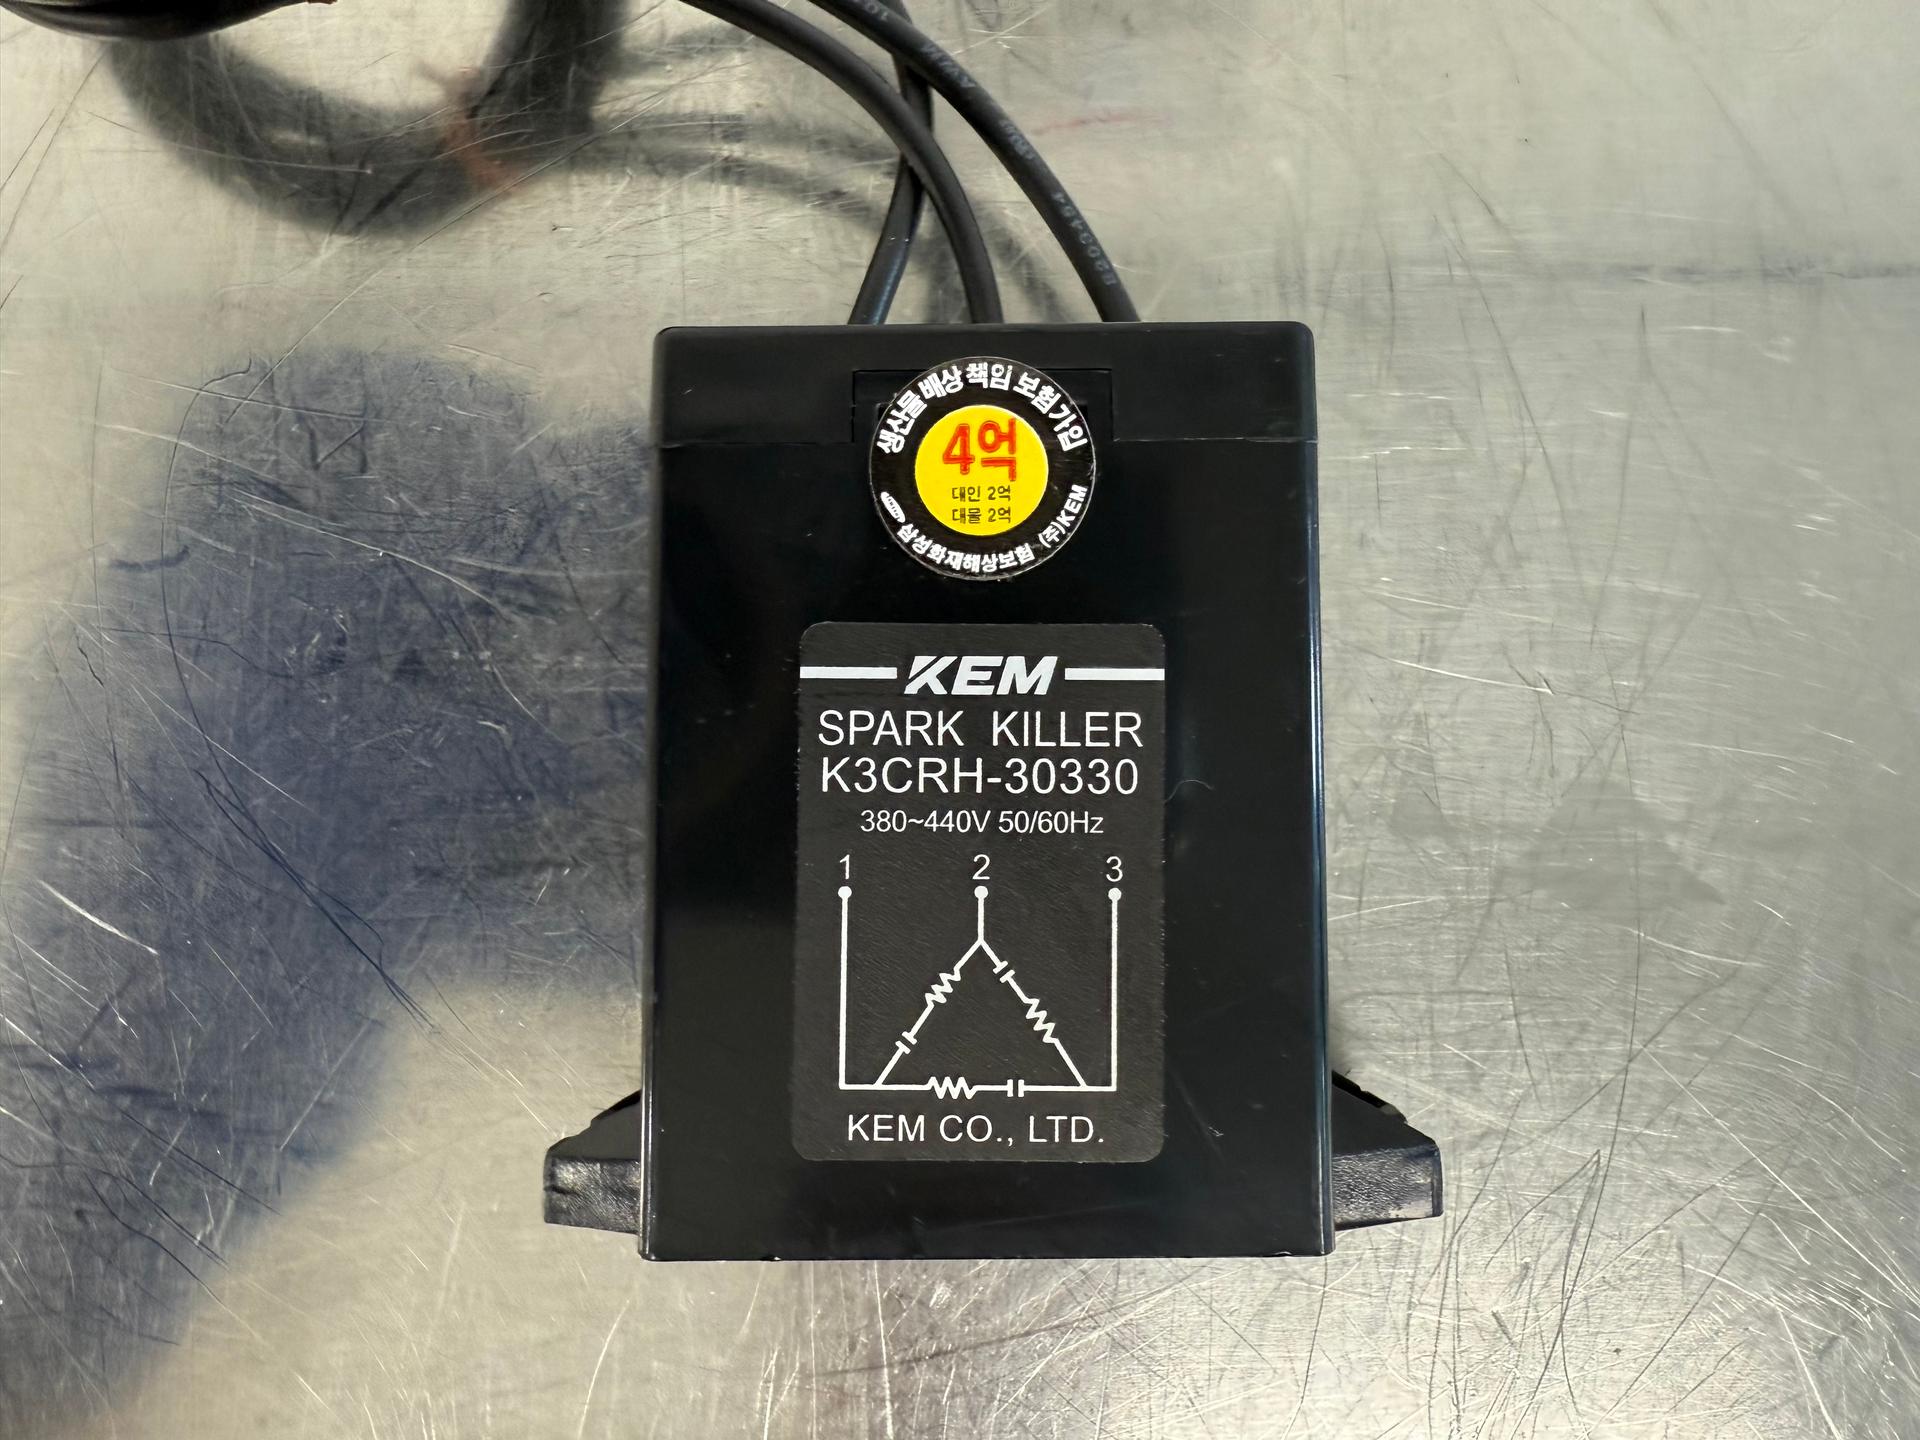 생산물 배상 책임 보험 가입
4억
대인 2억
대물 2억
삼성화재해상보험 (주)KEM
KEM
SPARK KILLER
K3CRH-30330
380~440V 50/60Hz
1 2 3
KEM CO., LTD.